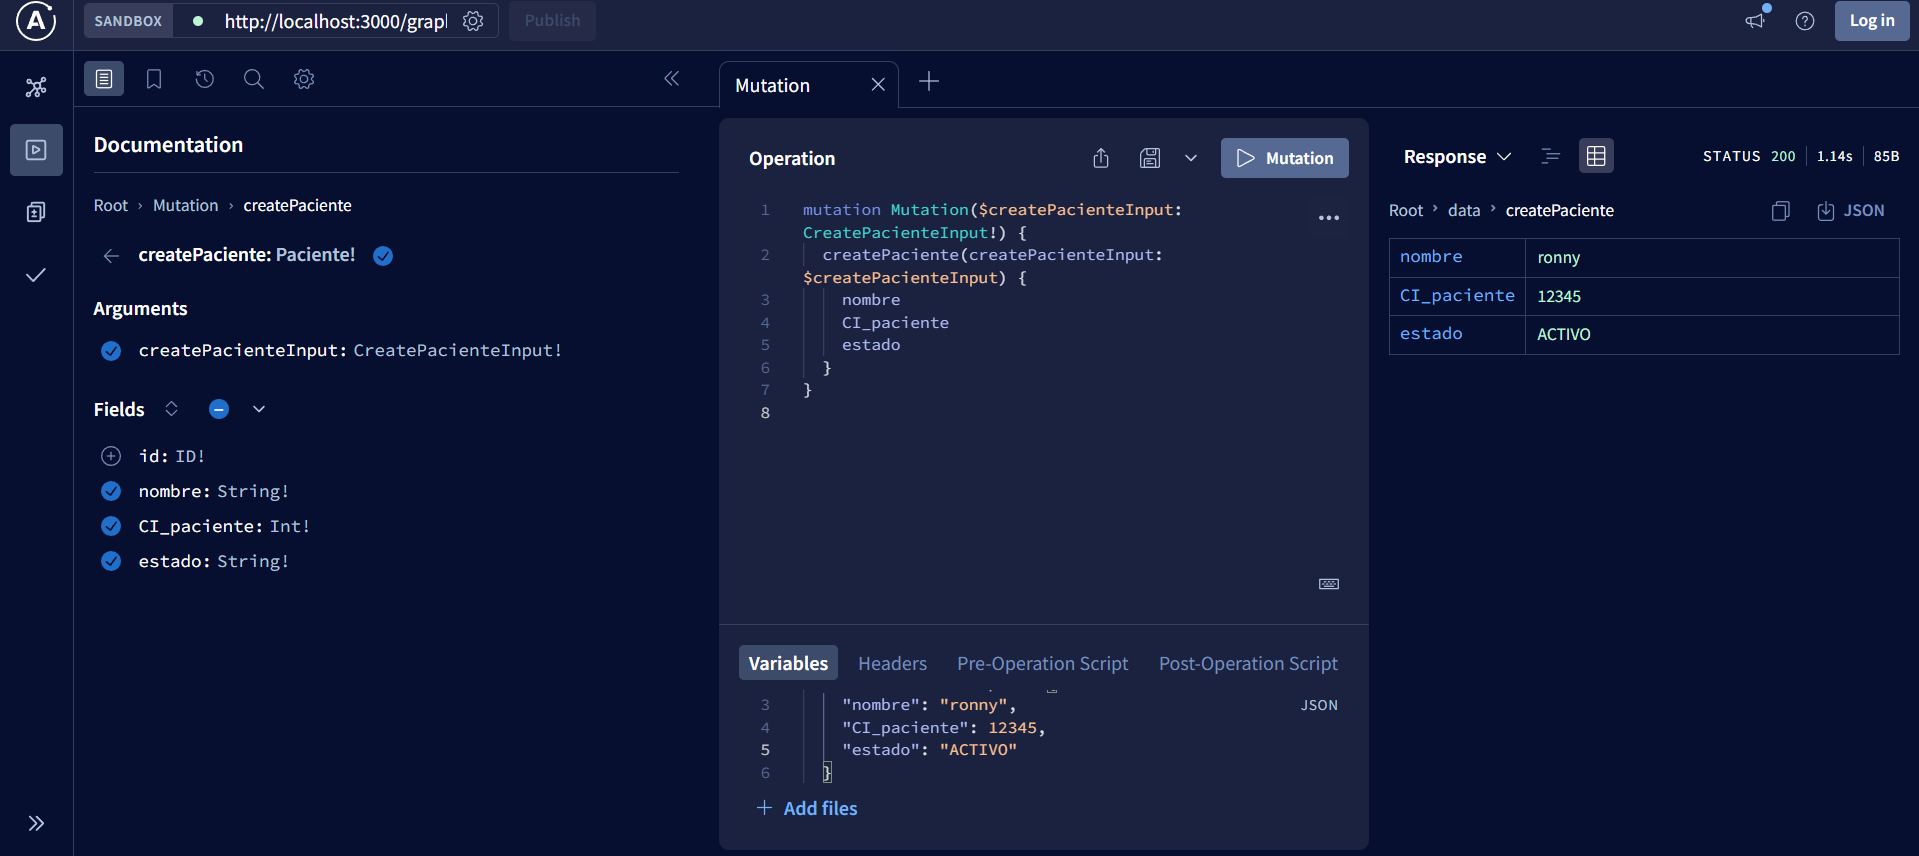 SANDBOX
http://localhost:3000/grap
Publish
Log in
Documentation
Root › Mutation › createPaciente
createPaciente: Paciente!
Arguments
createPacienteInput: CreatePacienteInput!
Fields
id: ID!
nombre: String!
CI_paciente: Int!
estado: String!
Mutation
Operation
Mutation
1 mutation Mutation($createPacienteInput:
CreatePacienteInput!) {
2 createPaciente(createPacienteInput:
$createPacienteInput) {
3 nombre
4 CI_paciente
5 estado
6 }
7 }
8
Variables Headers Pre-Operation Script Post-Operation Script
3 "nombre": "ronny",
JSON
4 "CI_paciente": 12345,
5 "estado": "ACTIVO"
6 }
+ Add files
Response
STATUS 200 1.14s 85B
Root › data › createPaciente
JSON
nombre ronny
CI_paciente 12345
estado ACTIVO